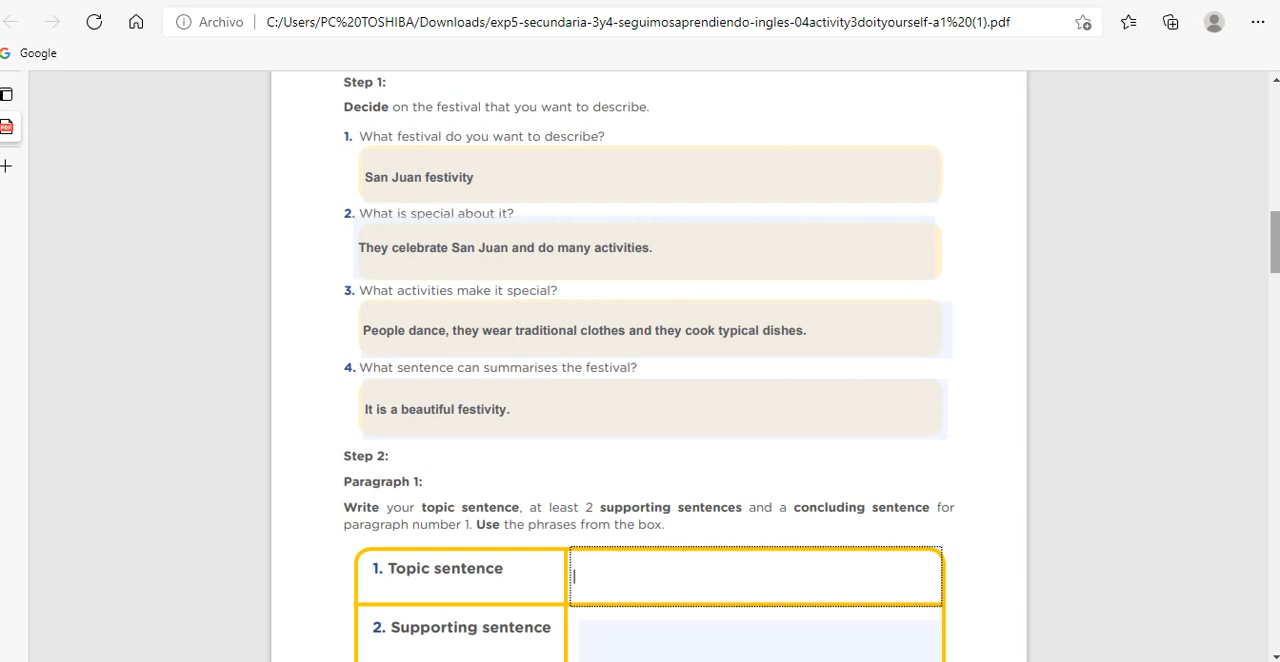 Archivo
C:/Users/PC%20TOSHIBA/Downloads/exp5-secundaria-3y4-seguimosaprendiendo-ingles-04activity3doityourself-a1%20(1).pdf
Google
PDF
Step 1:
Decide on the festival that you want to describe.
1. What festival do you want to describe?
San Juan festivity
2. What is special about it?
They celebrate San Juan and do many activities.
3. What activities make it special?
People dance, they wear traditional clothes and they cook typical dishes.
4. What sentence can summarises the festival?
It is a beautiful festivity.
Step 2:
Paragraph 1:
Write your topic sentence, at least 2 supporting sentences and a concluding sentence for
paragraph number 1. Use the phrases from the box.
1. Topic sentence
2. Supporting sentence